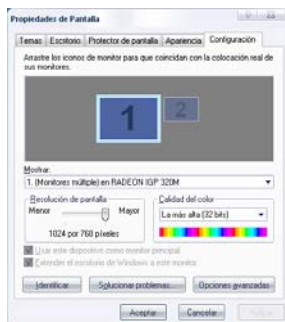 Propiedades de Pantalla
Temas Escritorio Protector de pantalla Apariencia Configuración
Arrastre los iconos de monitor para que coincidan con la colocación real de
sus monitores.
1 2
Mostrar:
1. (Monitores múltiple) en RADEON IGP 320M
Resolución de pantalla
Menor Mayor
1024 por 768 píxeles
Calidad del color
La más alta (32 bits)
Usar este dispositivo como monitor principal.
Extender el escritorio de Windows a este monitor.
Identificar Solucionar problemas... Opciones avanzadas
Aceptar Cancelar